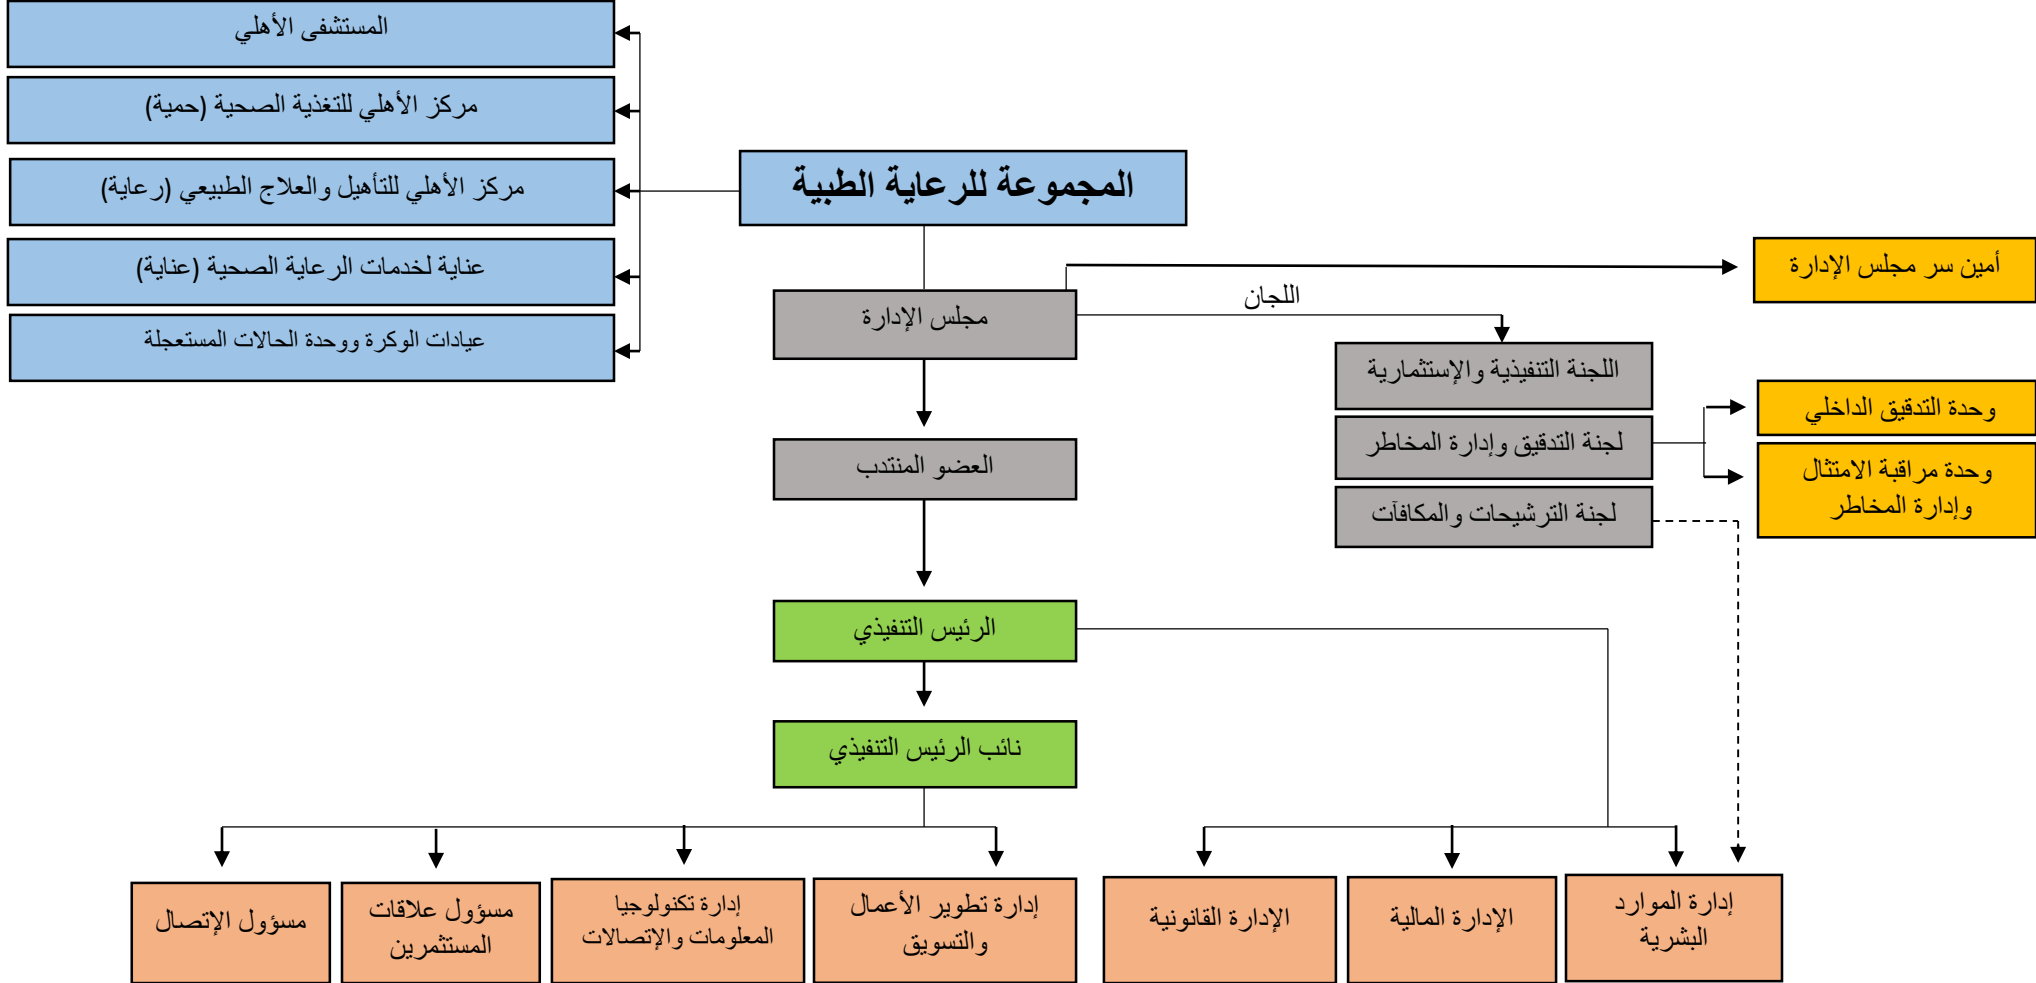 المستشفى الأهلي
مركز الأهلي للتغذية الصحية (حمية)
مركز الأهلي للتأهيل والعلاج الطبيعي (رعاية)
عناية لخدمات الرعاية الصحية (عناية)
عيادات الوكرة ووحدة الحالات المستعجلة
المجموعة للرعاية الطبية
أمين سر مجلس الإدارة
اللجان
مجلس الإدارة
اللجنة التنفيذية والإستثمارية
لجنة التدقيق وإدارة المخاطر
لجنة الترشيحات والمكافآت
وحدة التدقيق الداخلي
وحدة مراقبة الامتثال
وإدارة المخاطر
العضو المنتدب
الرئيس التنفيذي
نائب الرئيس التنفيذي
إدارة الموارد
البشرية
الإدارة المالية
الإدارة القانونية
إدارة تطوير الأعمال
والتسويق
إدارة تكنولوجيا
المعلومات والإتصالات
مسؤول علاقات
المستثمرين
مسؤول الإتصال